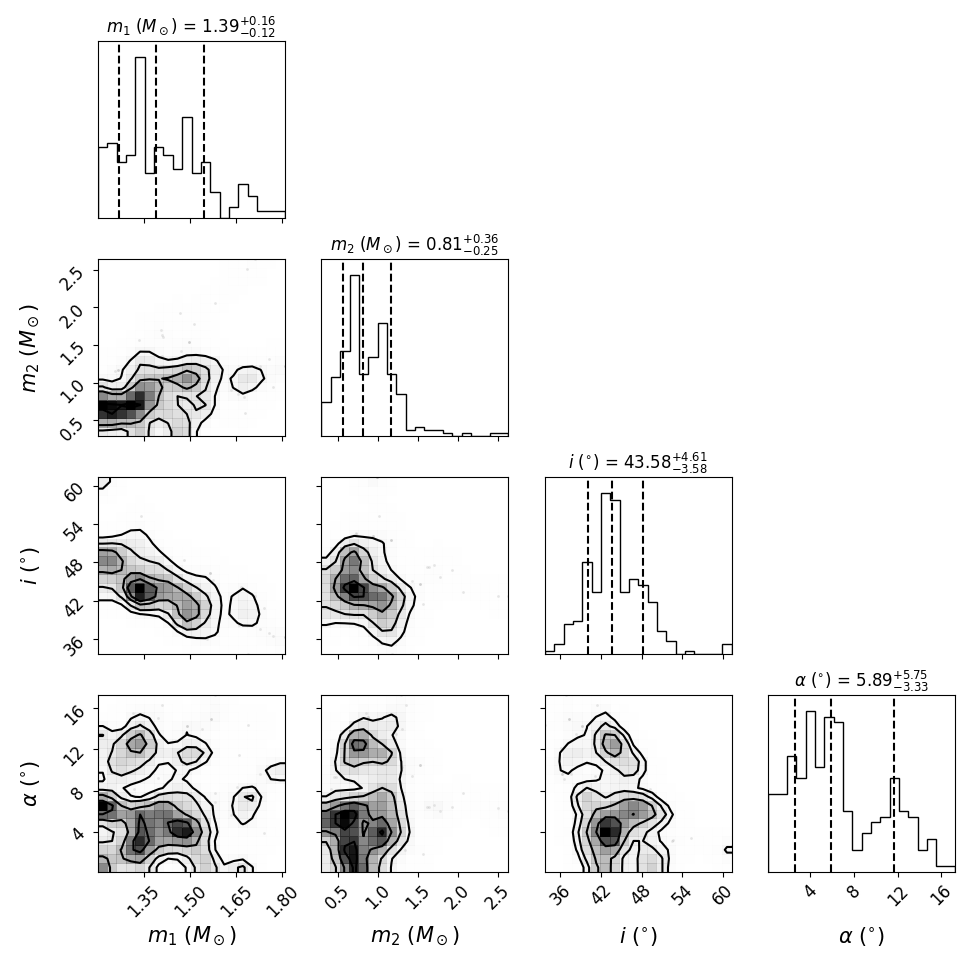 m₁ (M⊙) = 1.39+0.16−0.12
m₂ (M⊙) = 0.81+0.36−0.25
2.5
2.0
1.5
1.0
0.5
m₂ (M⊙)
i (°) = 43.58+4.61−3.58
60
54
48
42
36
i (°)
α (°) = 5.89+5.75−3.33
16
12
8
4
α (°)
1.35 1.50 1.65 1.80 0.5 1.0 1.5 2.0 2.5 36 42 48 54 60 4 8 12 16
m₁ (M⊙) m₂ (M⊙) i (°) α (°)